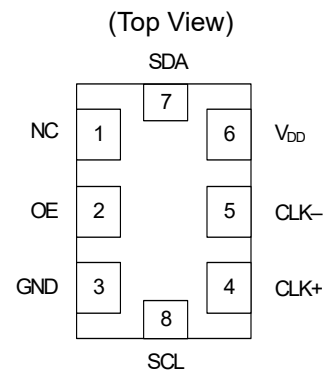 (Top View)
SDA
7
NC 1 6 VDD
OE 2 5 CLK–
GND 3 4 CLK+
8
SCL